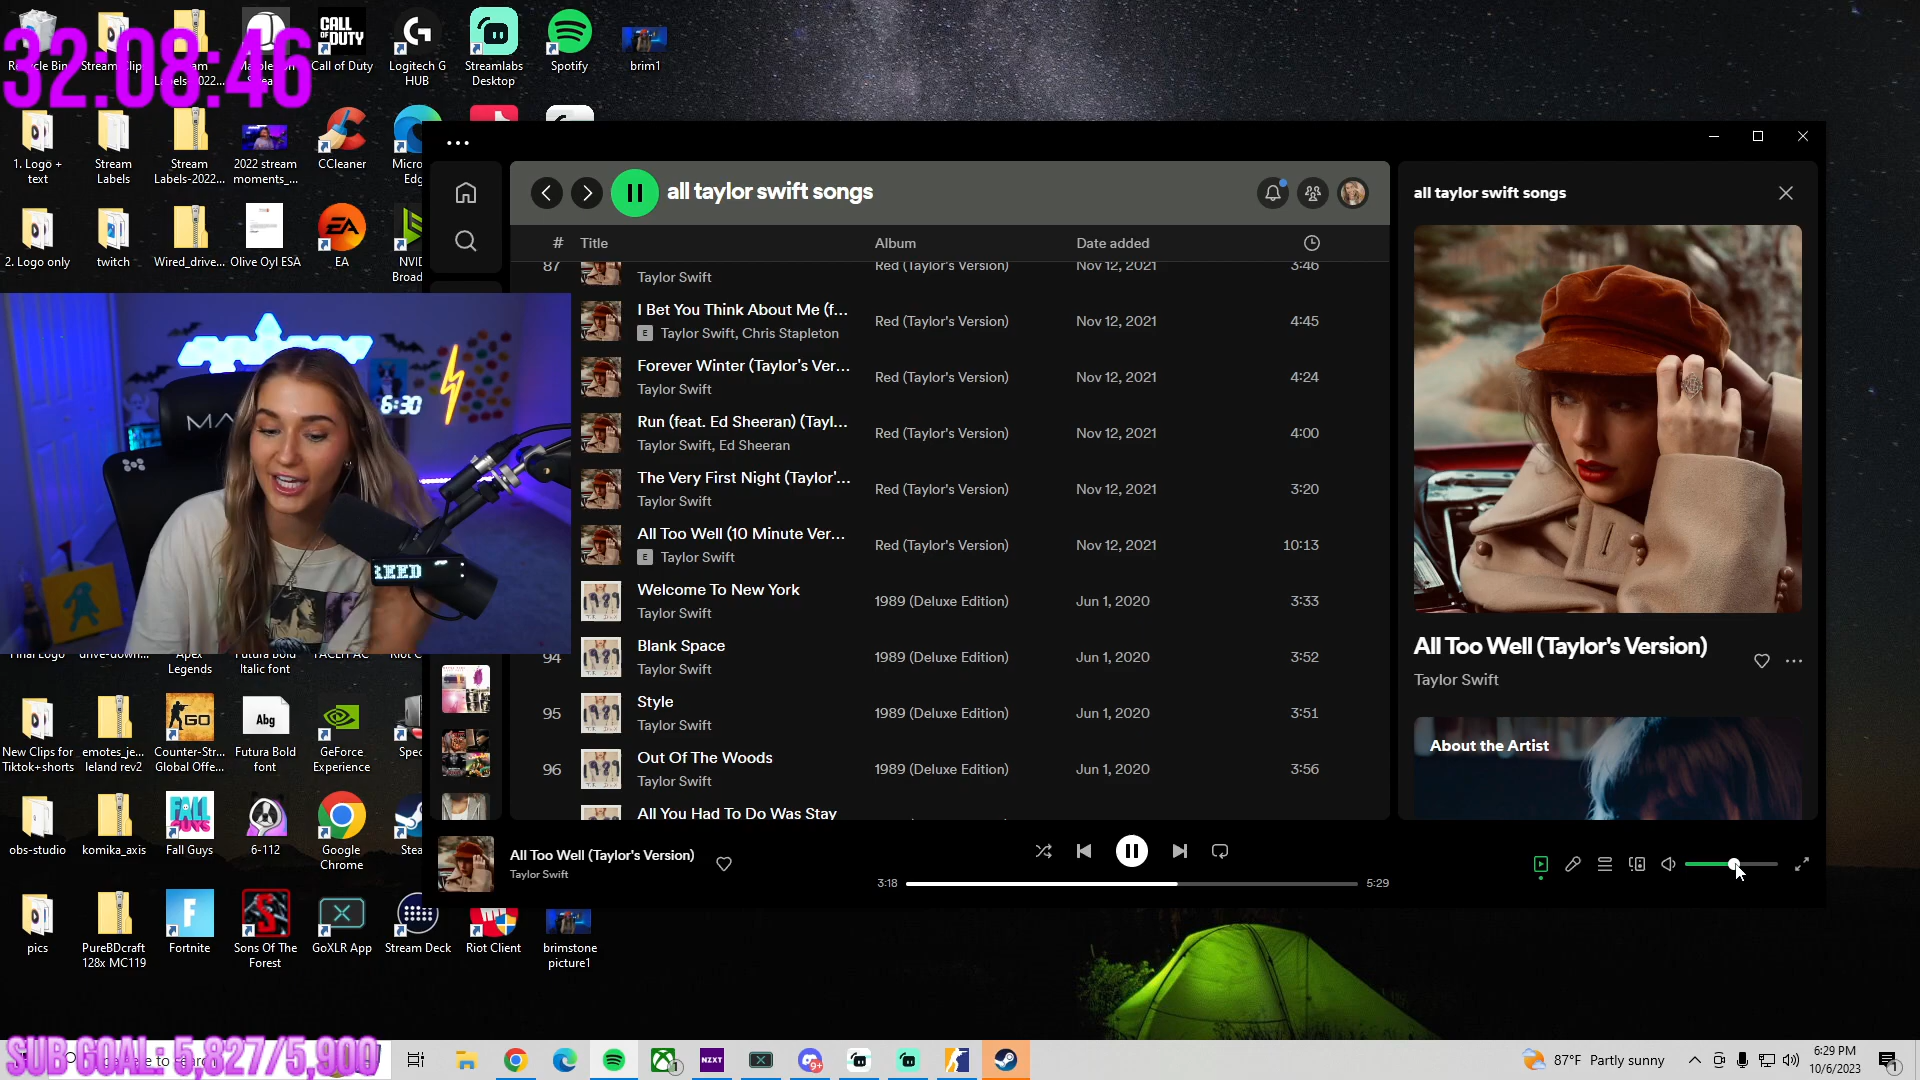 32:08:46
Recycle Bin
Call of Duty
Logitech G
HUB
Streamlabs
Desktop
Spotify
brim1
CALL OF DUTY
1. Logo +
text
Stream
Labels
Stream
Labels-2022...
2022 stream
moments_...
CCleaner
2. Logo only
twitch
Wired_drive...
Olive Oyl ESA
EA
EA
6:30
all taylor swift songs
# Title Album Date added
87 Taylor Swift Red (Taylor's Version) Nov 12, 2021 3:46
I Bet You Think About Me (f...
E Taylor Swift, Chris Stapleton Red (Taylor's Version) Nov 12, 2021 4:45
Forever Winter (Taylor's Ver...
Taylor Swift Red (Taylor's Version) Nov 12, 2021 4:24
Run (feat. Ed Sheeran) (Tayl...
Taylor Swift, Ed Sheeran Red (Taylor's Version) Nov 12, 2021 4:00
The Very First Night (Taylor'...
Taylor Swift Red (Taylor's Version) Nov 12, 2021 3:20
All Too Well (10 Minute Ver...
E Taylor Swift Red (Taylor's Version) Nov 12, 2021 10:13
Welcome To New York
Taylor Swift 1989 (Deluxe Edition) Jun 1, 2020 3:33
Blank Space
94 Taylor Swift 1989 (Deluxe Edition) Jun 1, 2020 3:52
Style
95 Taylor Swift 1989 (Deluxe Edition) Jun 1, 2020 3:51
Out Of The Woods
96 Taylor Swift 1989 (Deluxe Edition) Jun 1, 2020 3:56
All You Had To Do Was Stay
all taylor swift songs
All Too Well (Taylor's Version)
Taylor Swift
About the Artist
All Too Well (Taylor's Version)
Taylor Swift
3:18
5:29
Apex
Legends
Futura Bold
Italic font
New Clips for
Tiktok+shorts
emotes_je...
leland rev2
GO
Counter-Str...
Global Offe...
Abg
Futura Bold
font
GeForce
Experience
obs-studio
komika_axis
FALL GUYS
Fall Guys
6-112
Google
Chrome
pics
PureBDcraft
128x MC119
Fortnite
Sons Of The
Forest
GoXLR App
Stream Deck
Riot Client
brimstone
picture1
SUB GOAL: 5,827/5,900
NZXT
87°F Partly sunny
6:29 PM
10/6/2023